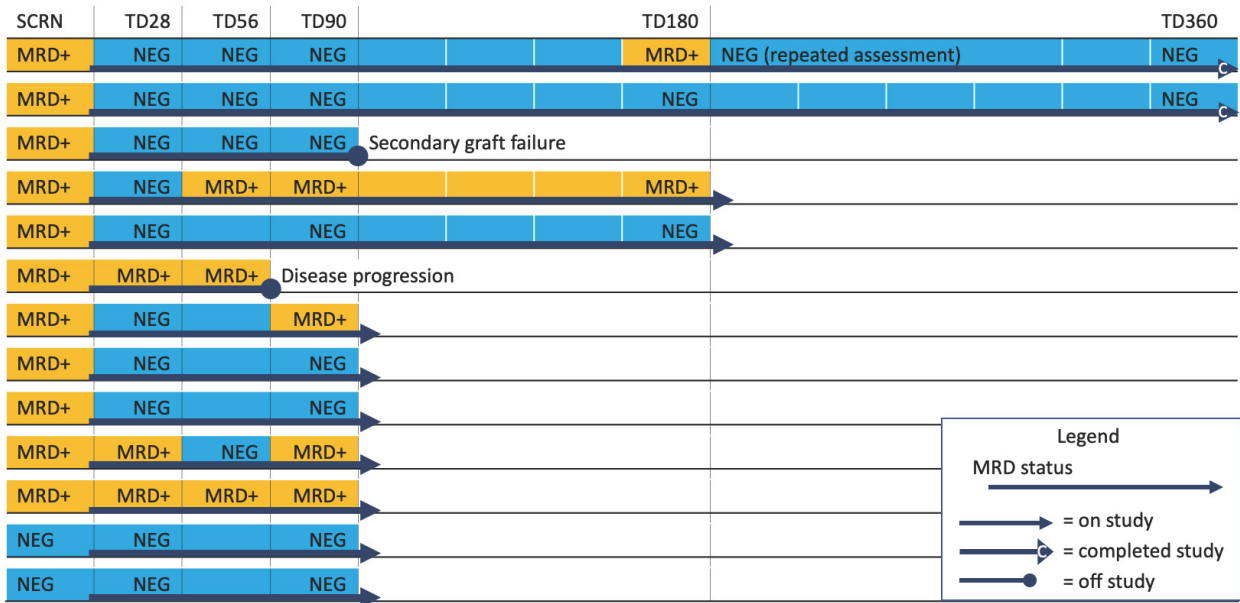 SCRN TD28 TD56 TD90 TD180 TD360
MRD+ NEG NEG NEG MRD+ NEG (repeated assessment) NEG C
MRD+ NEG NEG NEG NEG NEG C
MRD+ NEG NEG NEG Secondary graft failure
MRD+ NEG MRD+ MRD+ MRD+
MRD+ NEG NEG NEG
MRD+ MRD+ MRD+ Disease progression
MRD+ NEG MRD+
MRD+ NEG NEG
MRD+ NEG NEG
MRD+ MRD+ NEG MRD+
MRD+ MRD+ MRD+ MRD+
NEG NEG NEG
NEG NEG NEG
Legend
MRD status
= on study
C = completed study
= off study